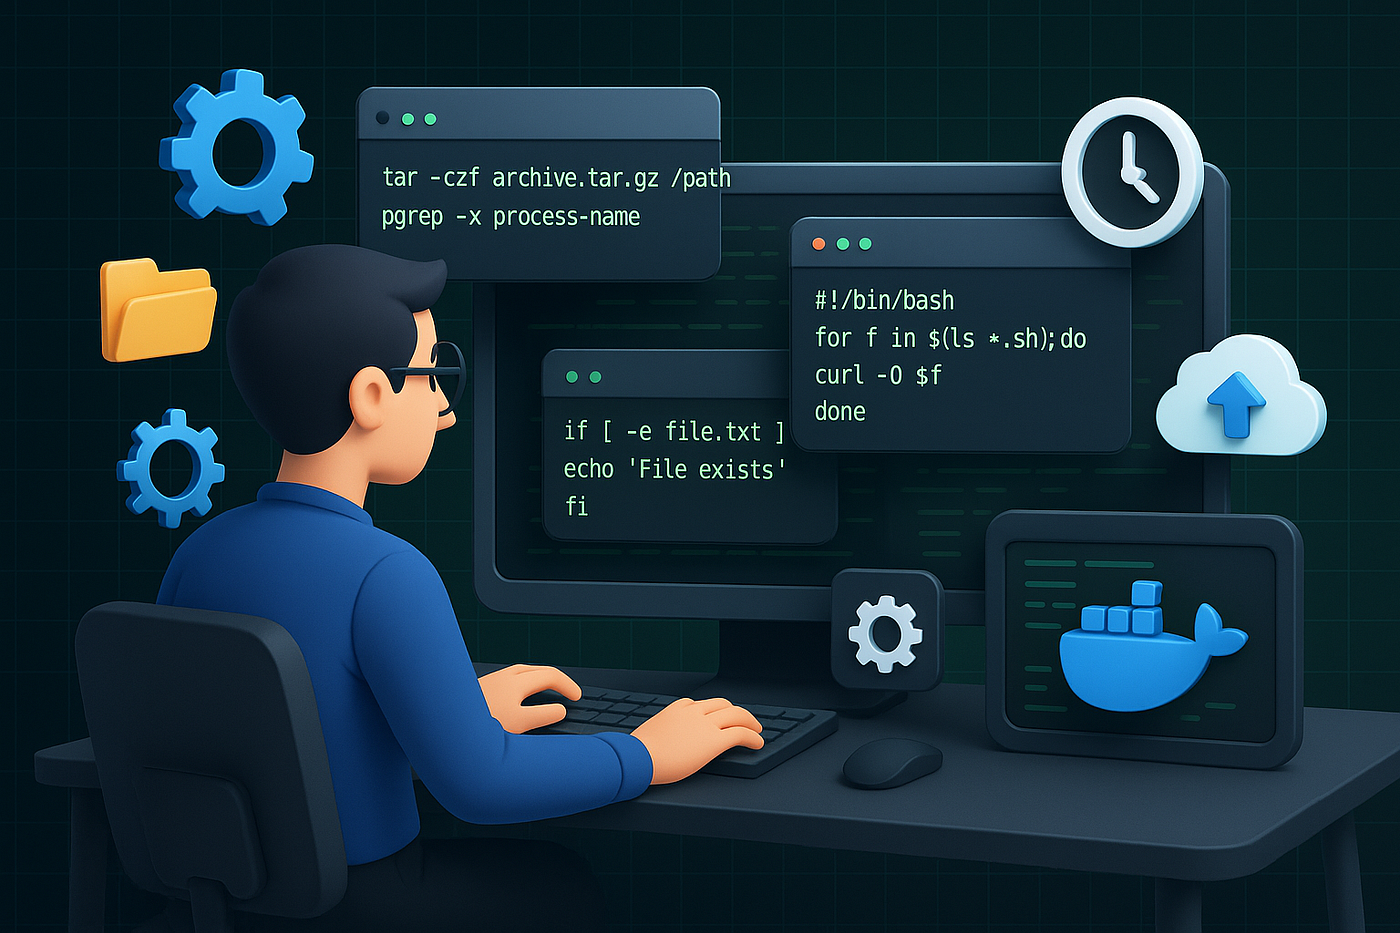 tar -czf archive.tar.gz /path
pgrep -x process-name
#!/bin/bash
for f in $(ls *.sh);do
curl -O $f
done
if [ -e file.txt ]
echo 'File exists'
fi